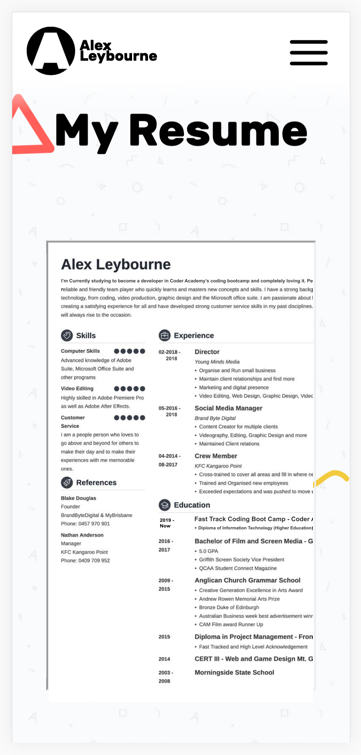 Alex
Leybourne
My Resume
Alex Leybourne
I'm Currently studying to become a developer in Coder Academy's coding bootcamp and completely loving it. Pe
reliable and friendly team player who quickly learns and masters new concepts and skills. I have a strong backg
technology, from coding, video production, graphic design and the Microsoft office suite. I am passionate about l
creating a satisfying experience for all and have developed strong customer service skills in my past disciplines.
will always rise to the occasion.
Skills
Computer Skills
Advanced knowledge of Adobe
Suite, Microsoft Office Suite and
other programs
Video Editing
Highly skilled in Adobe Premiere Pro
as well as Adobe After Effects.
Customer
Service
I am a people person who loves to
go above and beyond for others to
make their day and to make their
experiences with me memorable
ones.
References
Blake Douglas
Founder
BrandByteDigital & MyBrisbane
Phone: 0457 970 901
Nathan Anderson
Manager
KFC Kangaroo Point
Phone: 0409 709 952
Experience
02-2018 -
2018
Director
Young Minds Media
• Organise and Run small business
• Maintain client relationships and find more
• Marketing and digital presence
• Video Editing, Web Design, Graphic Design, Videc
05-2016 -
2018
Social Media Manager
Brand Byte Digital
• Content Creator for multiple clients
• Videography, Editing, Graphic Design and more
• Maintained Client relations
04-2014 -
08-2017
Crew Member
KFC Kangaroo Point
• Cross-trained to cover all areas and fill in where ne
• Trained and Organised new employees
• Exceeded expectations and was pushed to move u
Education
2019 -
Now
Fast Track Coding Boot Camp - Coder A
• Diploma of Information Technology (Higher Education)
2016 -
2017
Bachelor of Film and Screen Media - G
• 5.0 GPA
• Griffith Screen Society Vice President
• QCAA Student Connect Magazine
2009 -
2015
Anglican Church Grammar School
• Creative Generation Excellence in Arts Award
• Andrew Rowen Memorial Arts Prize
• Bronze Duke of Edinburgh
• Australian Business week best advertisement winr
• CAM Film award Runner Up
2015
Diploma in Project Management - Fron
• Fast Tracked and High Level Acknowledgement
2014
CERT III - Web and Game Design Mt. G
2003 -
2008
Morningside State School